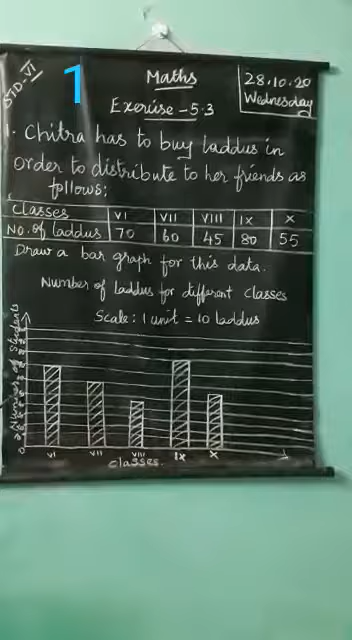 STD-VI
1
Maths
28.10.20
Wednesday
Exercise-5.3
1. Chitra has to buy laddus in
order to distribute to her friends as
follows:
Classes VI VII VIII IX X
No. of laddus 70 60 45 80 55
Draw a bar graph for this data.
Number of laddus for different classes
Scale: 1 unit = 10 laddus
Number of Students
0
VI VII VIII IX X
classes